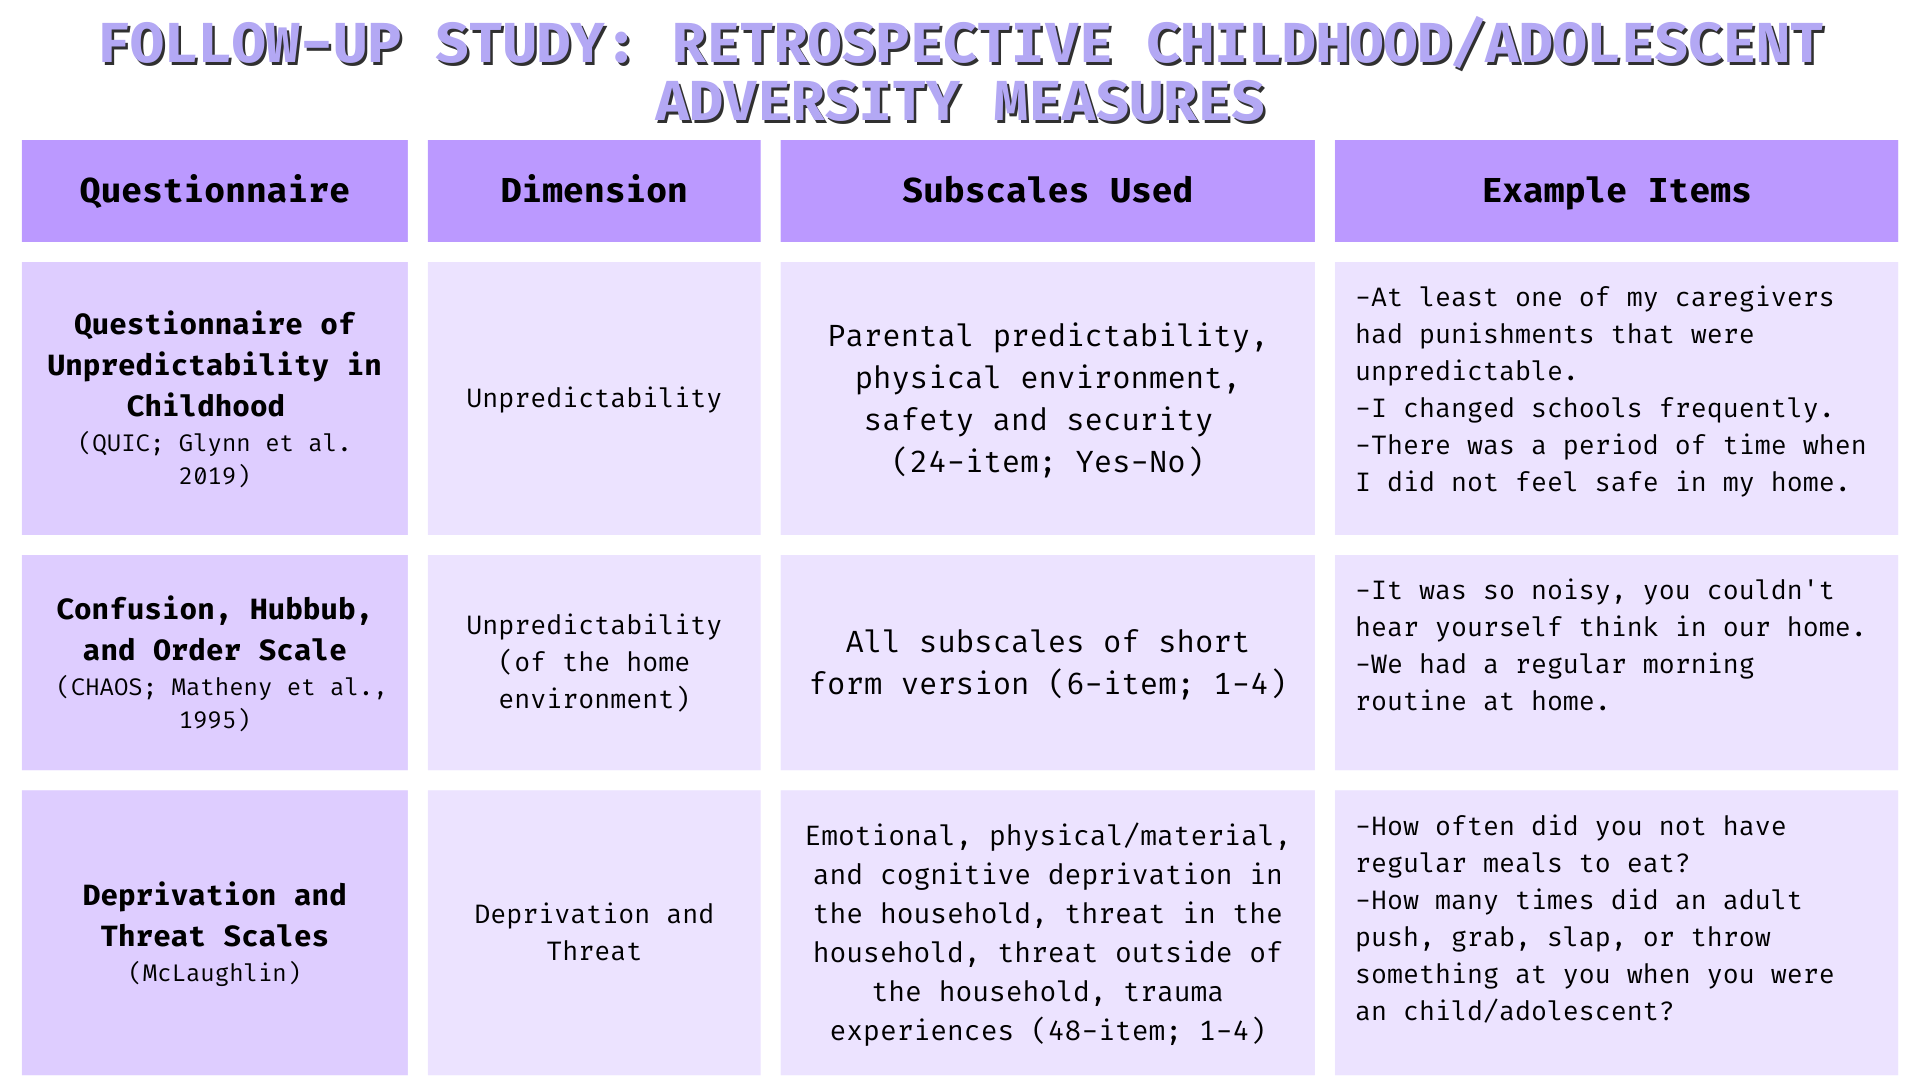 FOLLOW-UP STUDY: RETROSPECTIVE CHILDHOOD/ADOLESCENT
ADVERSITY MEASURES
Questionnaire
Dimension
Subscales Used
Example Items
Questionnaire of
Unpredictability in
Childhood
(QUIC; Glynn et al.
2019)
Unpredictability
Parental predictability,
physical environment,
safety and security
(24-item; Yes-No)
-At least one of my caregivers
had punishments that were
unpredictable.
-I changed schools frequently.
-There was a period of time when
I did not feel safe in my home.
Confusion, Hubbub,
and Order Scale
(CHAOS; Matheny et al.,
1995)
Unpredictability
(of the home
environment)
All subscales of short
form version (6-item; 1-4)
-It was so noisy, you couldn't
hear yourself think in our home.
-We had a regular morning
routine at home.
Deprivation and
Threat Scales
(McLaughlin)
Deprivation and
Threat
Emotional, physical/material,
and cognitive deprivation in
the household, threat in the
household, threat outside of
the household, trauma
experiences (48-item; 1-4)
-How often did you not have
regular meals to eat?
-How many times did an adult
push, grab, slap, or throw
something at you when you were
an child/adolescent?